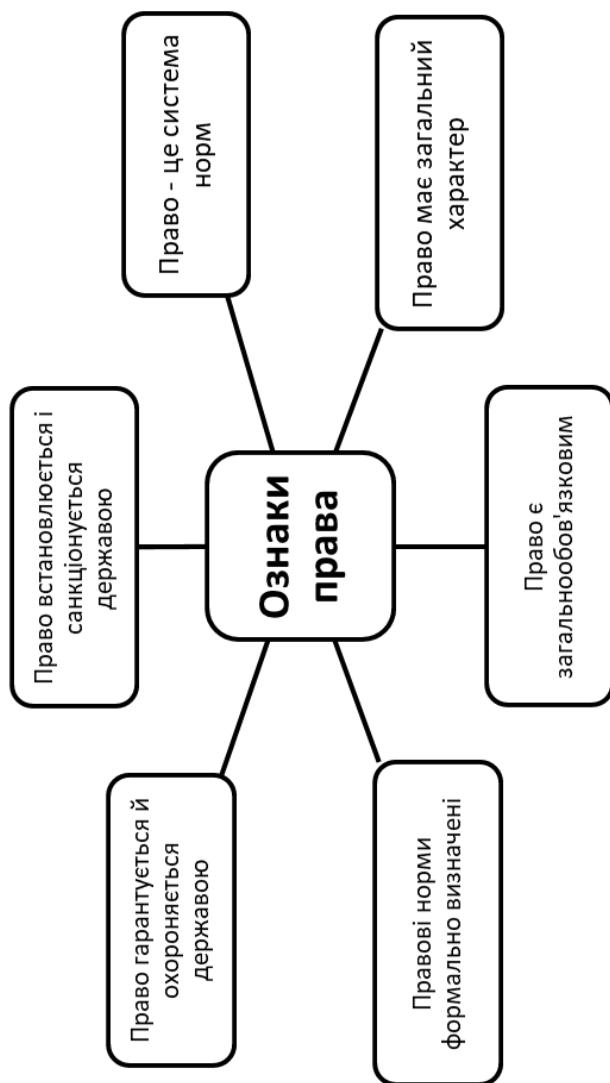 Право гарантується й
охороняється
державою
Право встановлюється і
санкціонується
державою
Право - це система
норм
Ознаки
права
Правові норми
формально визначені
Право є
загальнообов'язковим
Право має загальний
характер